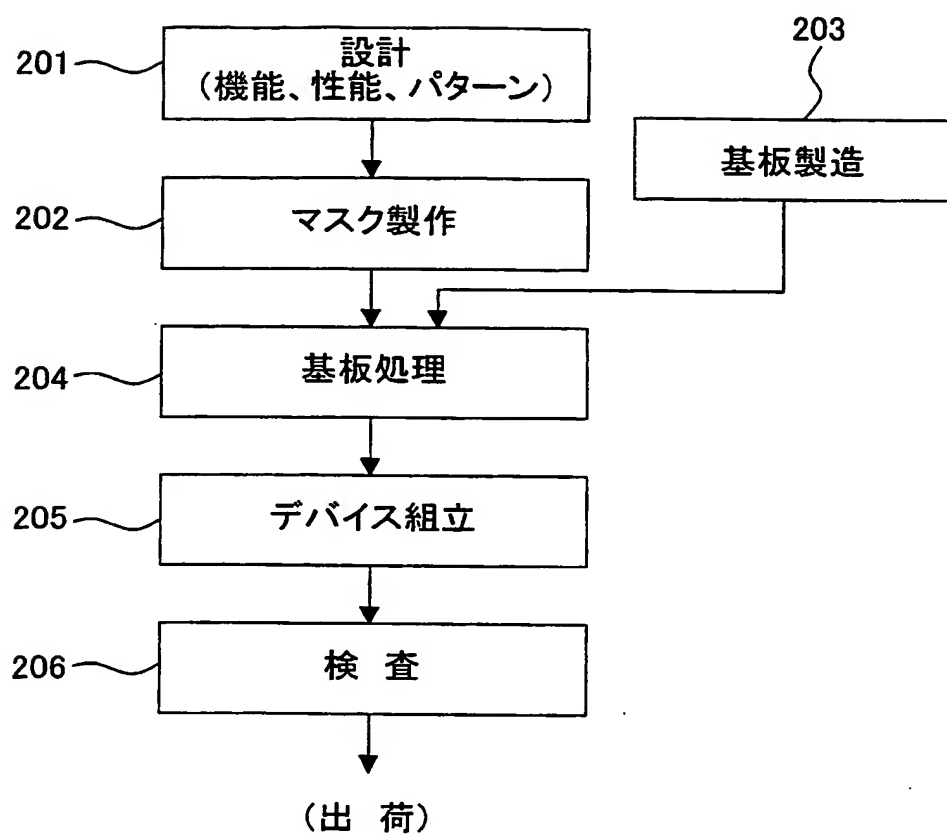 201
設計
(機能、性能、パターン)
203
基板製造
202
マスク製作
204
基板処理
205
デバイス組立
206
検 査
(出 荷)